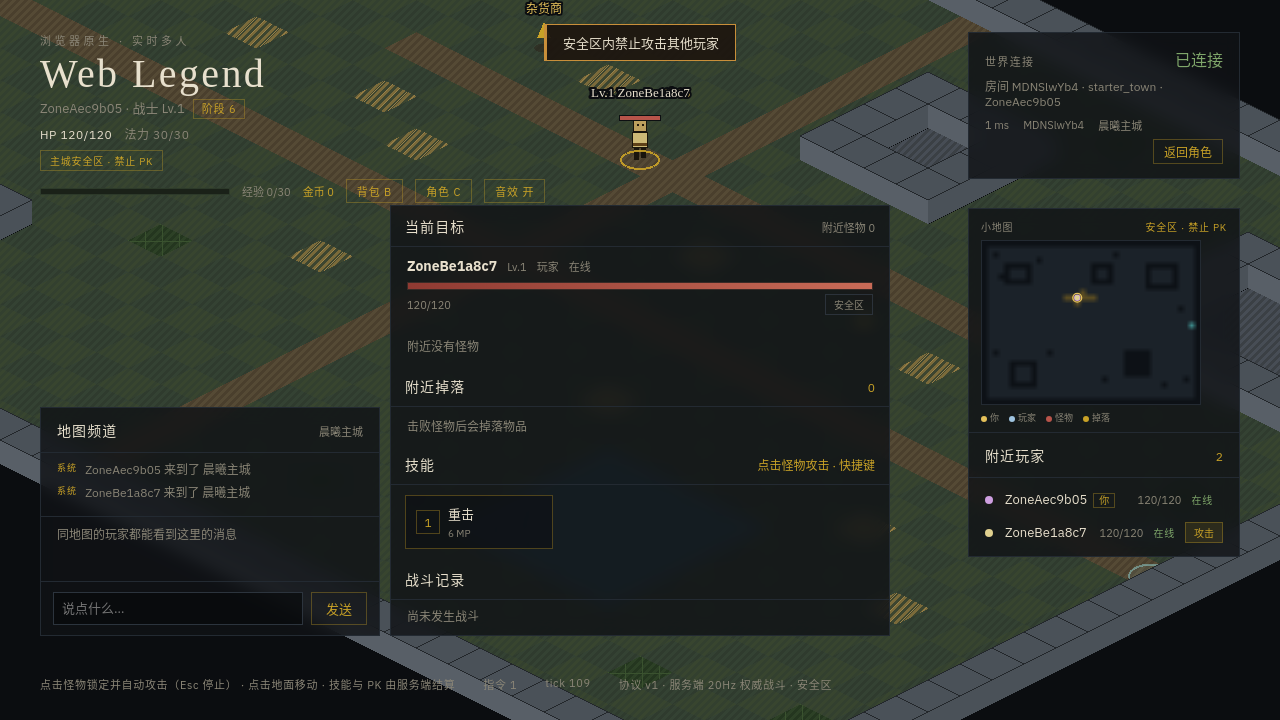 杂货商
安全区内禁止攻击其他玩家
浏览器原生 · 实时多人
Web Legend
ZoneAec9b05 · 战士 Lv.1 阶段 6
HP 120/120 法力 30/30
主城安全区 · 禁止 PK
经验 0/30 金币 0 背包 B 角色 C 音效 开
Lv.1 ZoneBe1a8c7
世界连接 已连接
房间 MDNSlwYb4 · starter_town ·
ZoneAec9b05
1 ms MDNSlwYb4 晨曦主城
返回角色
当前目标 附近怪物 0
ZoneBe1a8c7 Lv.1 玩家 在线
120/120 安全区
附近没有怪物
附近掉落 0
击败怪物后会掉落物品
技能 点击怪物攻击 · 快捷键
1 重击
6 MP
战斗记录
尚未发生战斗
小地图 安全区 · 禁止 PK
你 玩家 怪物 掉落
附近玩家 2
ZoneAec9b05 你 120/120 在线
ZoneBe1a8c7 120/120 在线 攻击
地图频道 晨曦主城
系统 ZoneAec9b05 来到了 晨曦主城
系统 ZoneBe1a8c7 来到了 晨曦主城
同地图的玩家都能看到这里的消息
说点什么... 发送
点击怪物锁定并自动攻击（Esc 停止） · 点击地面移动 · 技能与 PK 由服务端结算 指令 1 tick 109 协议 v1 · 服务端 20Hz 权威战斗 · 安全区